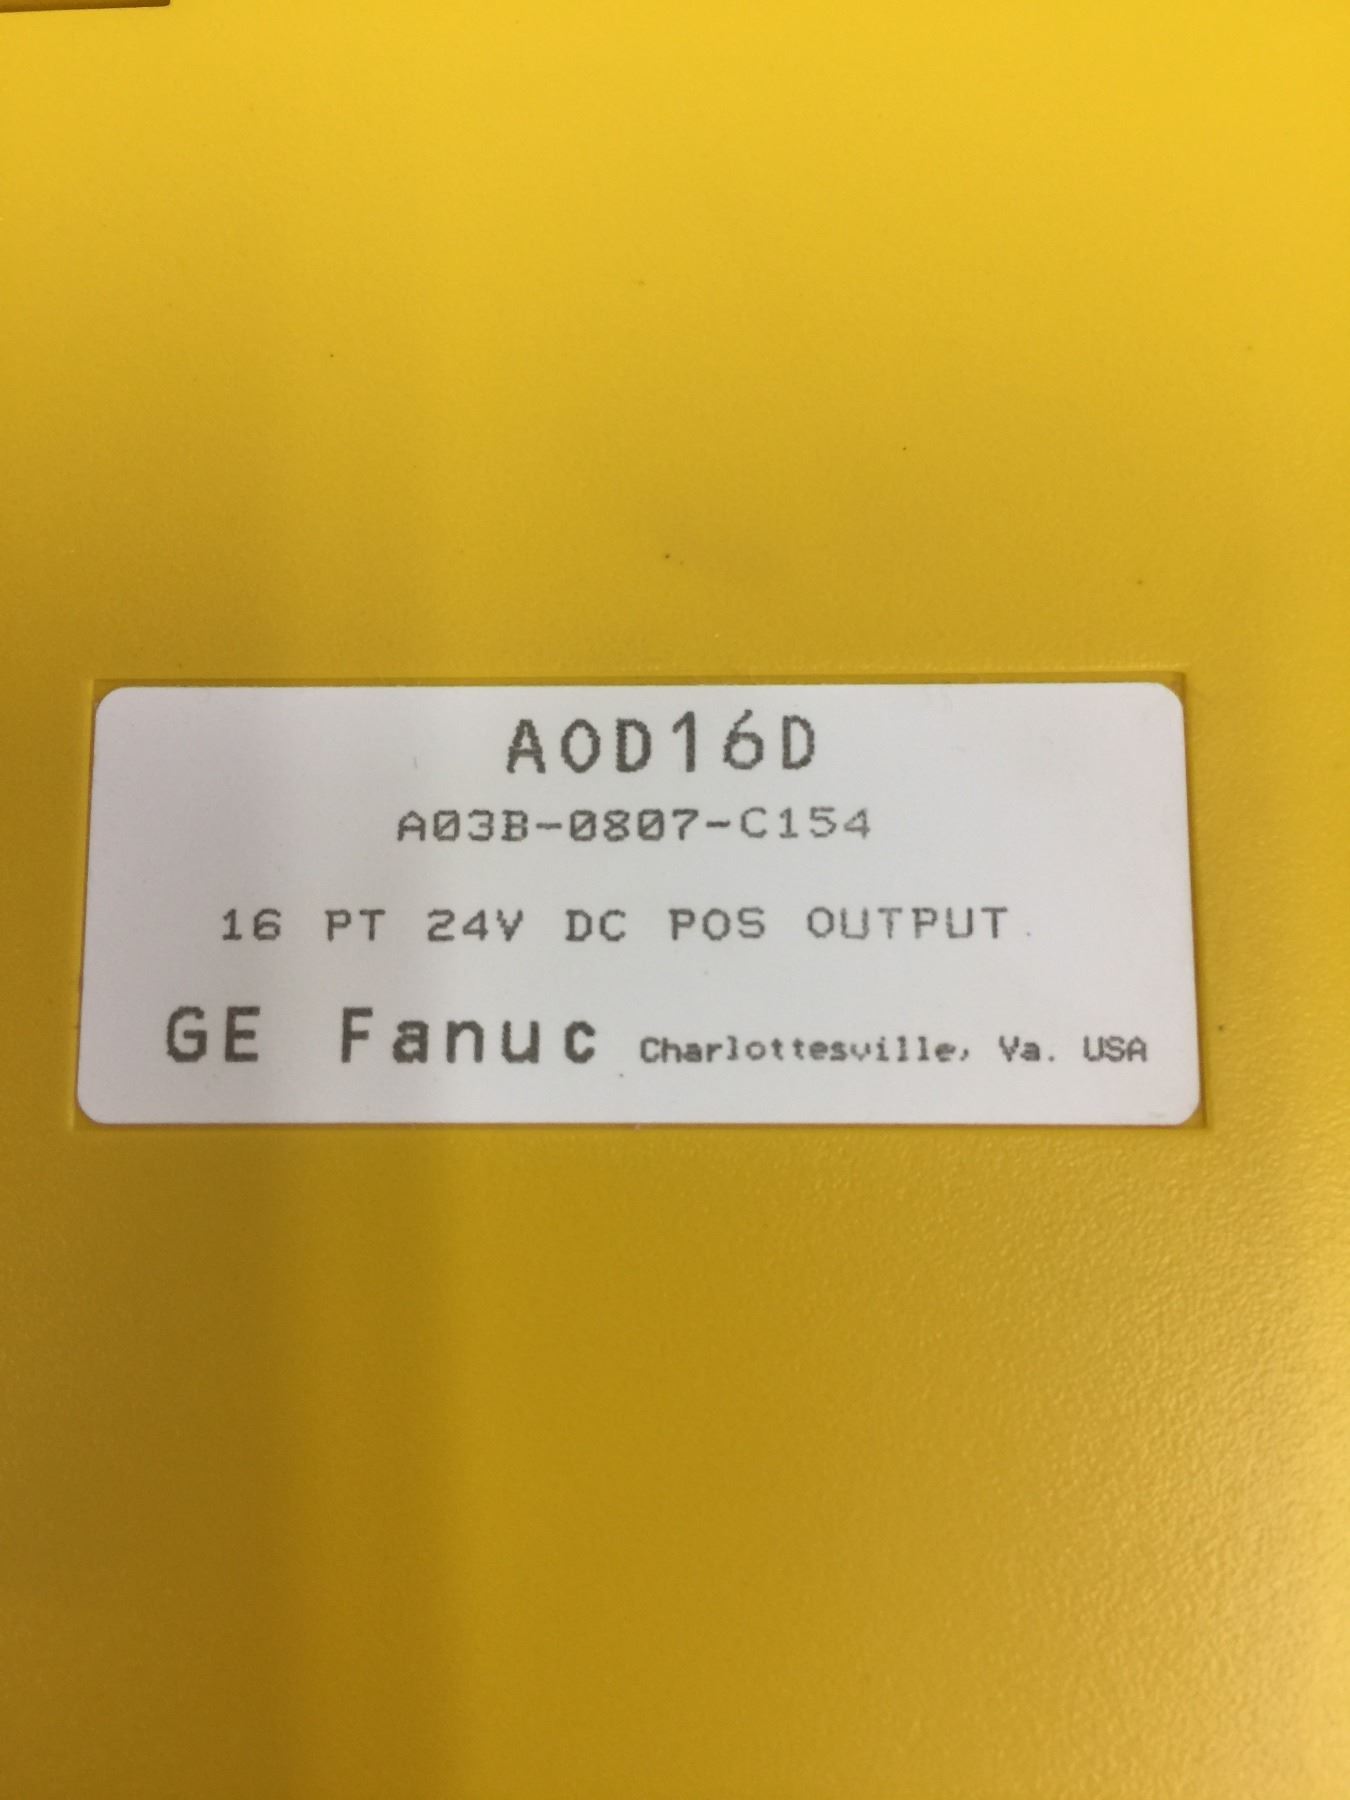 AOD16D
A03B-0807-C154
16 PT 24V DC POS OUTPUT.
GE Fanuc Charlottesville, Va. USA